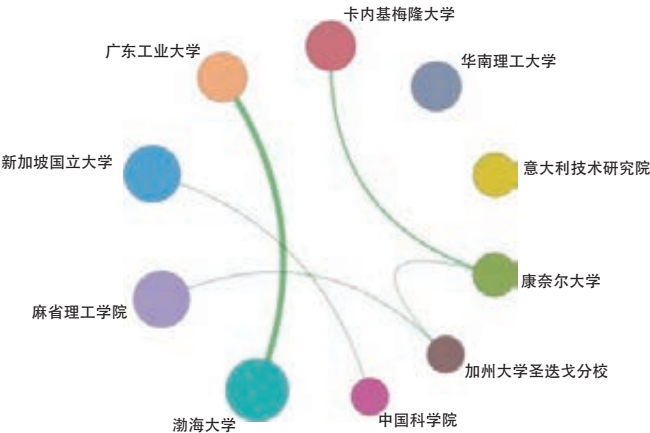 卡内基梅隆大学
广东工业大学
华南理工大学
新加坡国立大学
意大利技术研究院
康奈尔大学
麻省理工学院
加州大学圣迭戈分校
渤海大学
中国科学院